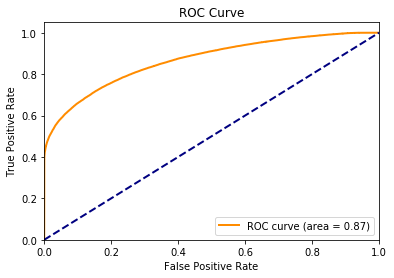 ROC Curve
True Positive Rate
1.0
0.8
0.6
0.4
0.2
0.0
ROC curve (area = 0.87)
0.0 0.2 0.4 0.6 0.8 1.0
False Positive Rate